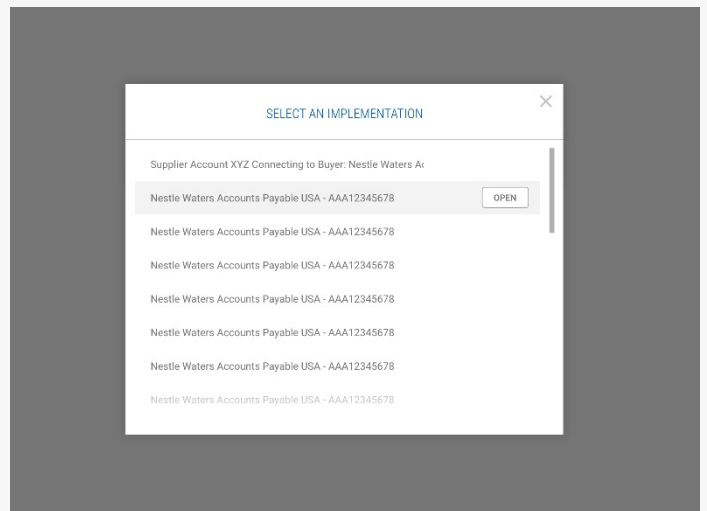 SELECT AN IMPLEMENTATION
Supplier Account XYZ Connecting to Buyer: Nestle Waters Ac
Nestle Waters Accounts Payable USA - AAA12345678
OPEN
Nestle Waters Accounts Payable USA - AAA12345678
Nestle Waters Accounts Payable USA - AAA12345678
Nestle Waters Accounts Payable USA - AAA12345678
Nestle Waters Accounts Payable USA - AAA12345678
Nestle Waters Accounts Payable USA - AAA12345678
Nestle Waters Accounts Payable USA - AAA12345678